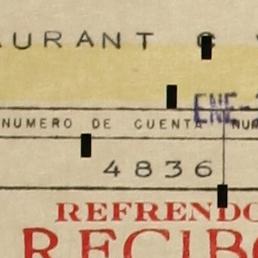 URANT
NUMERO DE CUENTA
ENE-
4836
REFRENDO
RECIBO